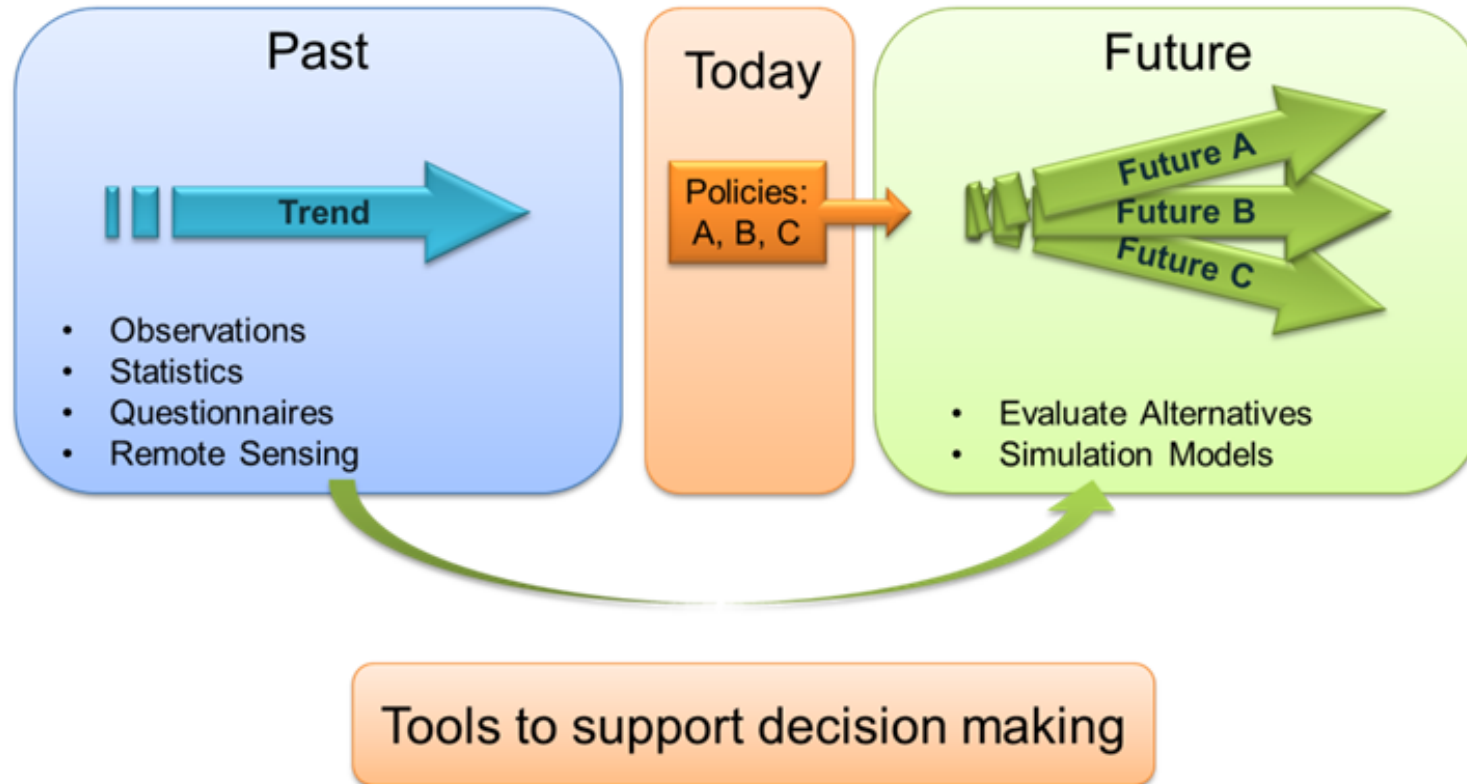 Past
Trend
• Observations
• Statistics
• Questionnaires
• Remote Sensing
Today
Policies:
A, B, C
Future
Future A
Future B
Future C
• Evaluate Alternatives
• Simulation Models
Tools to support decision making